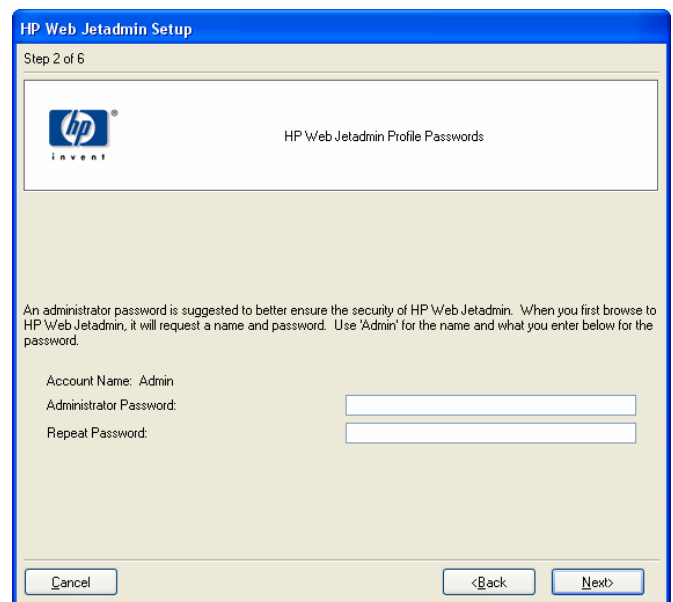 HP Web Jetadmin Setup
Step 2 of 6
hp
®
invent
HP Web Jetadmin Profile Passwords
An administrator password is suggested to better ensure the security of HP Web Jetadmin. When you first browse to
HP Web Jetadmin, it will request a name and password. Use 'Admin' for the name and what you enter below for the
password.
Account Name: Admin
Administrator Password:
Repeat Password:
Cancel
<Back
Next>